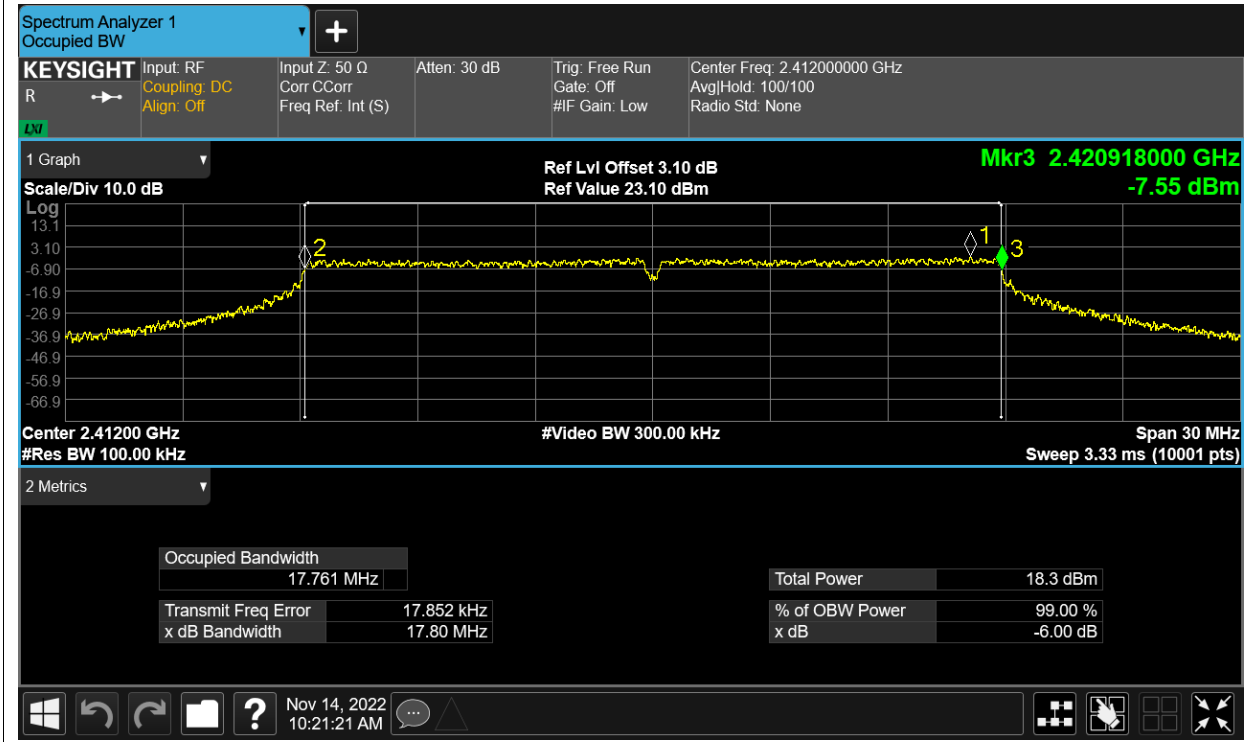 Spectrum Analyzer 1
Occupied BW
KEYSIGHT
R
LXI
Input: RF
Coupling: DC
Align: Off
Input Z: 50 Ω
Corr CCorr
Freq Ref: Int (S)
Atten: 30 dB
Trig: Free Run
Gate: Off
#IF Gain: Low
Center Freq: 2.412000000 GHz
Avg|Hold: 100/100
Radio Std: None
1 Graph
Ref Lvl Offset 3.10 dB
Mkr3 2.420918000 GHz
Scale/Div 10.0 dB
Ref Value 23.10 dBm
-7.55 dBm
Log
13.1
3.10
-6.90
-16.9
-26.9
-36.9
-46.9
-56.9
-66.9
2
1
3
Center 2.41200 GHz
#Video BW 300.00 kHz
Span 30 MHz
#Res BW 100.00 kHz
Sweep 3.33 ms (10001 pts)
2 Metrics
Occupied Bandwidth
17.761 MHz
Total Power 18.3 dBm
Transmit Freq Error 17.852 kHz
% of OBW Power 99.00 %
x dB Bandwidth 17.80 MHz
x dB -6.00 dB
?
Nov 14, 2022
10:21:21 AM